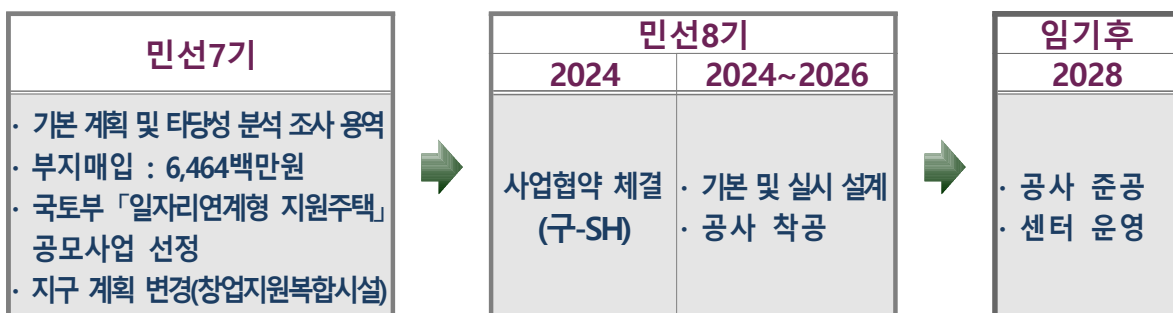 민선7기
· 기본 계획 및 타당성 분석 조사 용역
· 부지매입 : 6,464백만원
· 국토부 「일자리연계형 지원주택」
공모사업 선정
· 지구 계획 변경(창업지원복합시설)
민선8기
2024
2024~2026
사업협약 체결
(구-SH)
· 기본 및 실시 설계
· 공사 착공
임기후
2028
· 공사 준공
· 센터 운영